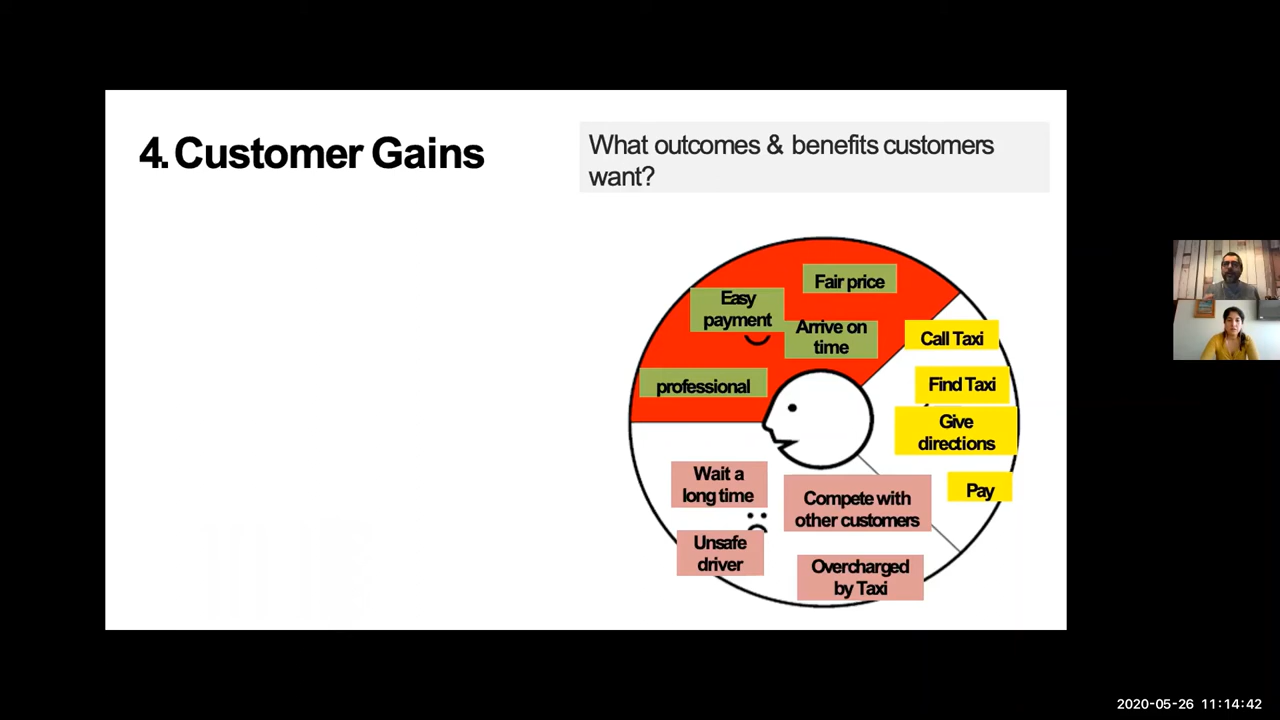 4. Customer Gains
What outcomes & benefits customers
want?
Fair price
Easy
payment
Arrive on
time
professional
Call Taxi
Find Taxi
Give
directions
Pay
Wait a
long time
Compete with
other customers
Unsafe
driver
Overcharged
by Taxi
2020-05-26 11:14:42